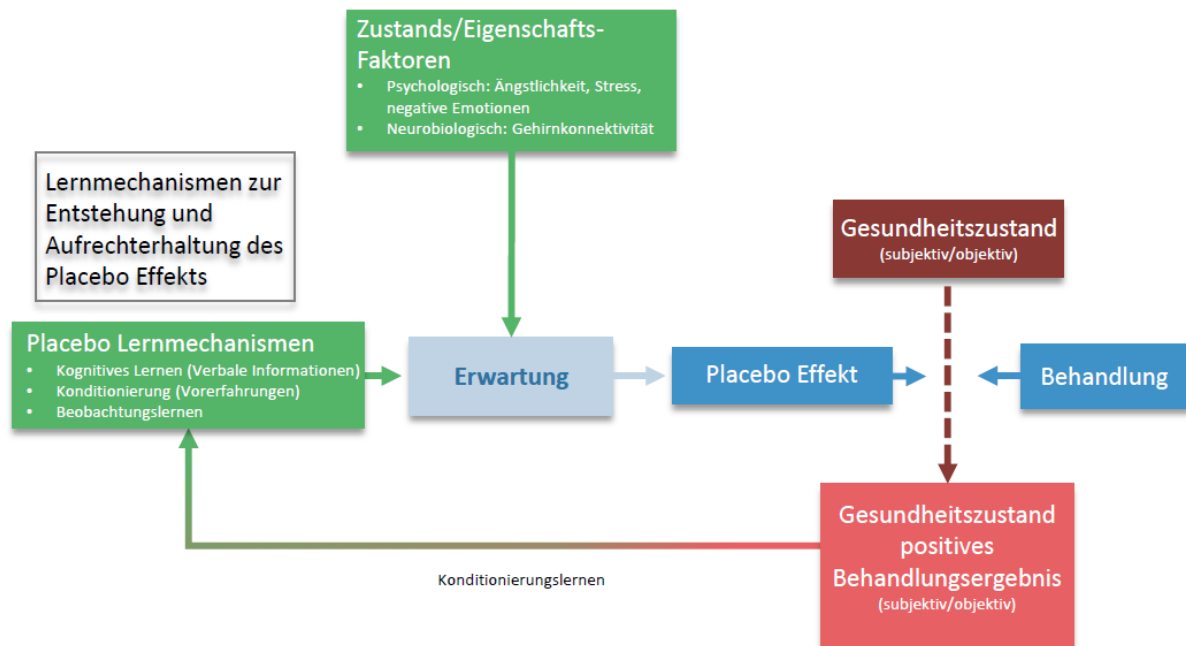 Zustands/Eigenschafts-
Faktoren
• Psychologisch: Ängstlichkeit, Stress,
negative Emotionen
• Neurobiologisch: Gehirnkonnektivität
Lernmechanismen zur
Entstehung und
Aufrechterhaltung des
Placebo Effekts
Gesundheitszustand
(subjektiv/objektiv)
Placebo Lernmechanismen
• Kognitives Lernen (Verbale Informationen)
• Konditionierung (Vorerfahrungen)
• Beobachtungslernen
Erwartung
Placebo Effekt
Behandlung
Gesundheitszustand
positives
Behandlungsergebnis
(subjektiv/objektiv)
Konditionierungslernen